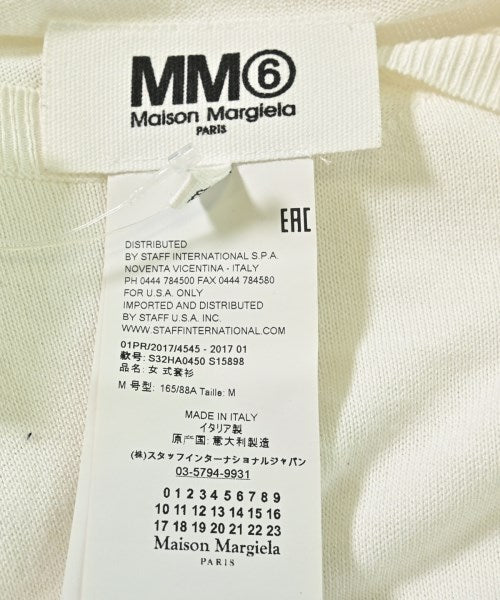 MM⑥
Maison Margiela
PARIS
EAC
DISTRIBUTED
BY STAFF INTERNATIONAL S.P.A.
NOVENTA VICENTINA - ITALY
PH 0444 784500 FAX 0444 784580
FOR U.S.A. ONLY
IMPORTED AND DISTRIBUTED
BY STAFF U.S.A. INC.
WWW.STAFFINTERNATIONAL.COM
01PR/2017/4545 - 2017 01
款号: S32HA0450 S15898
品名: 女 式套衫
M 号型: 165/88A Taille: M
MADE IN ITALY
イタリア製
原产国: 意大利製造
(株)スタッフインターナショナルジャパン
03-5794-9931
0 1 2 3 4 5 6 7 8 9
10 11 12 13 14 15 16
17 18 19 20 21 22 23
Maison Margiela
PARIS